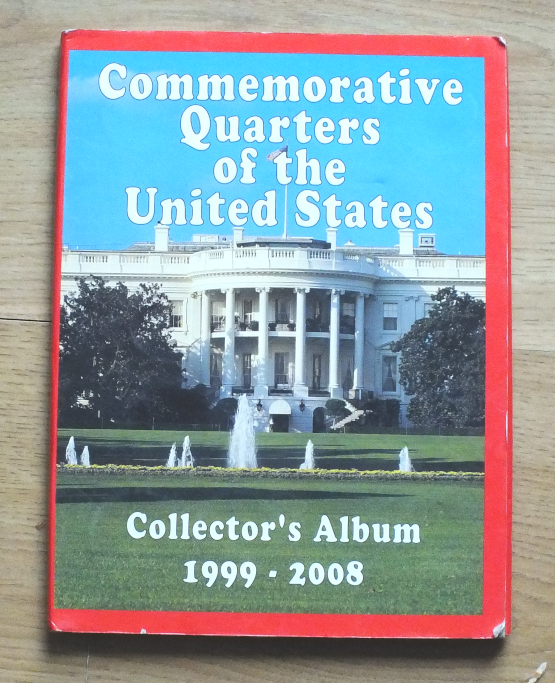 Commemorative
Quarters
of the
United States
Collector's Album
1999 - 2008